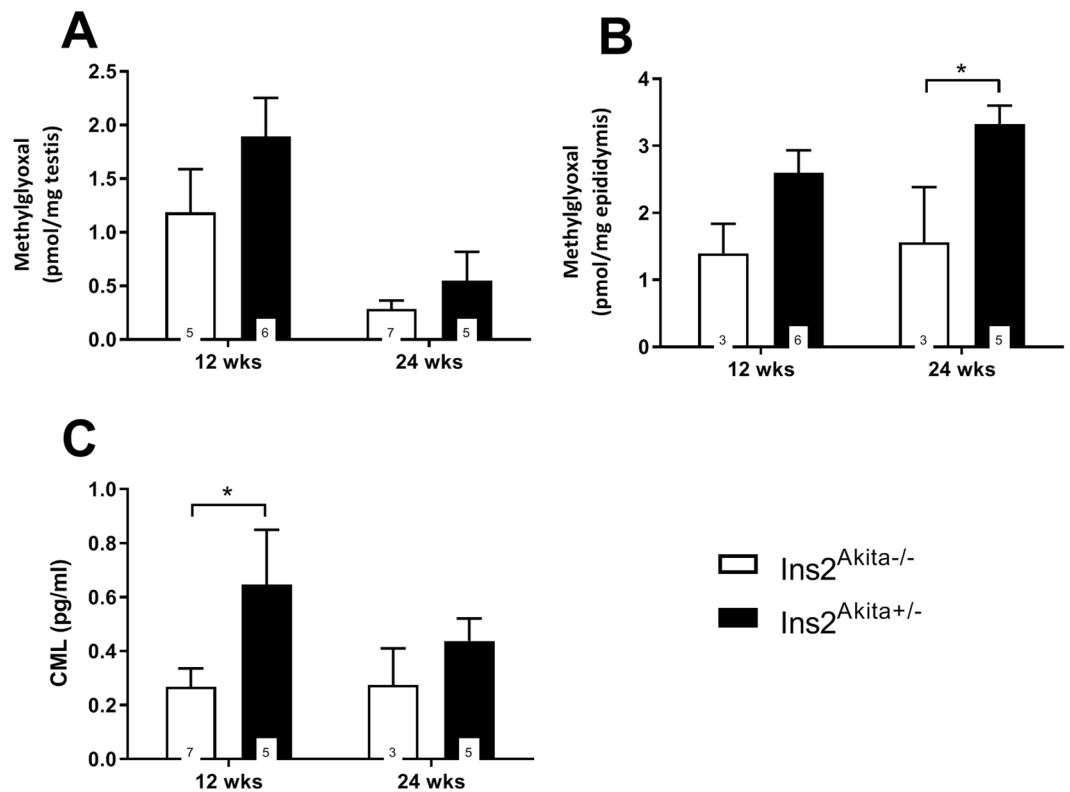 A
Methylglyoxal
(pmol/mg testis)
2.5
2.0
1.5
1.0
0.5
0.0
5
6
7
5
12 wks
24 wks
B
Methylglyoxal
(pmol/mg epididymis)
4
3
2
1
0
*
3
6
3
5
12 wks
24 wks
C
CML (pg/ml)
1.0
0.8
0.6
0.4
0.2
0.0
*
7
5
3
5
12 wks
24 wks
Ins2Akita-/-
Ins2Akita+/-